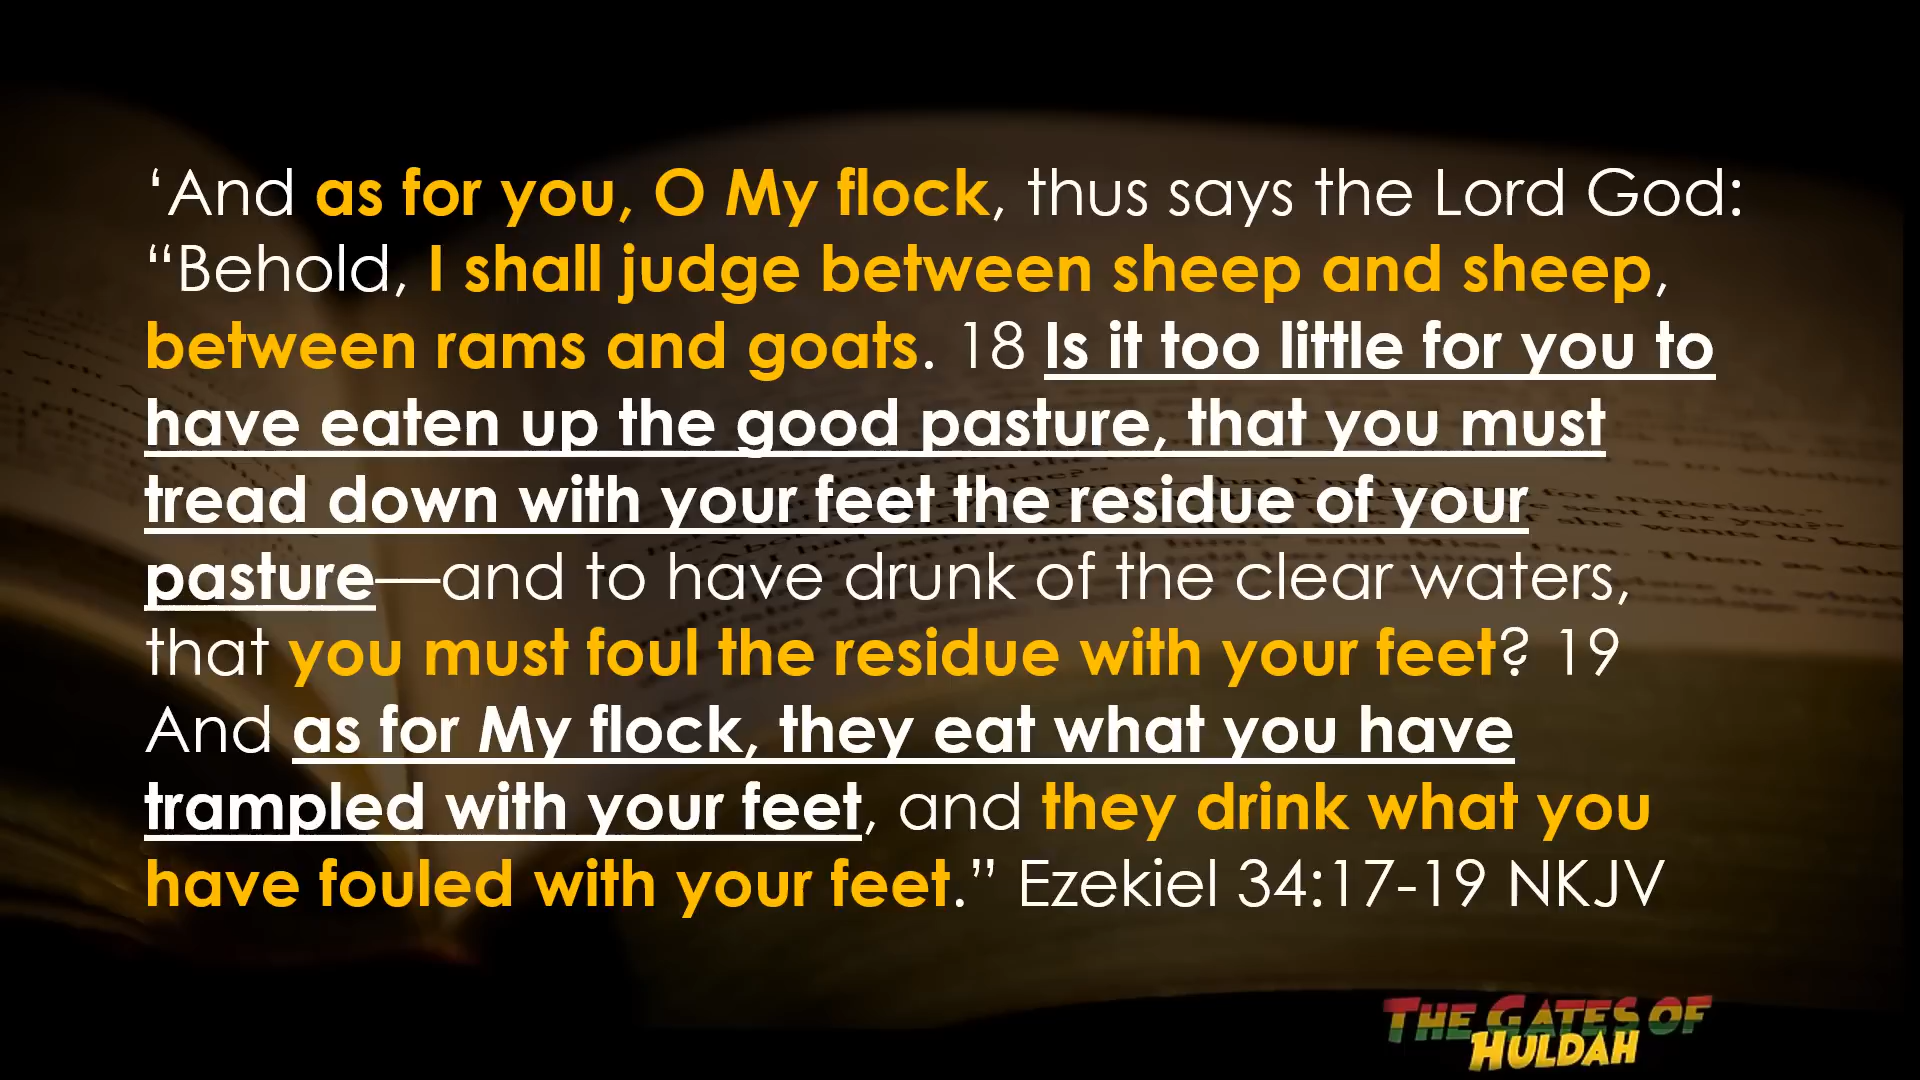 ‘And as for you, O My flock, thus says the Lord God:
“Behold, I shall judge between sheep and sheep,
between rams and goats. 18 Is it too little for you to
have eaten up the good pasture, that you must
tread down with your feet the residue of your
pasture—and to have drunk of the clear waters,
that you must foul the residue with your feet? 19
And as for My flock, they eat what you have
trampled with your feet, and they drink what you
have fouled with your feet.” Ezekiel 34:17-19 NKJV
THE GATES OF
HULDAH